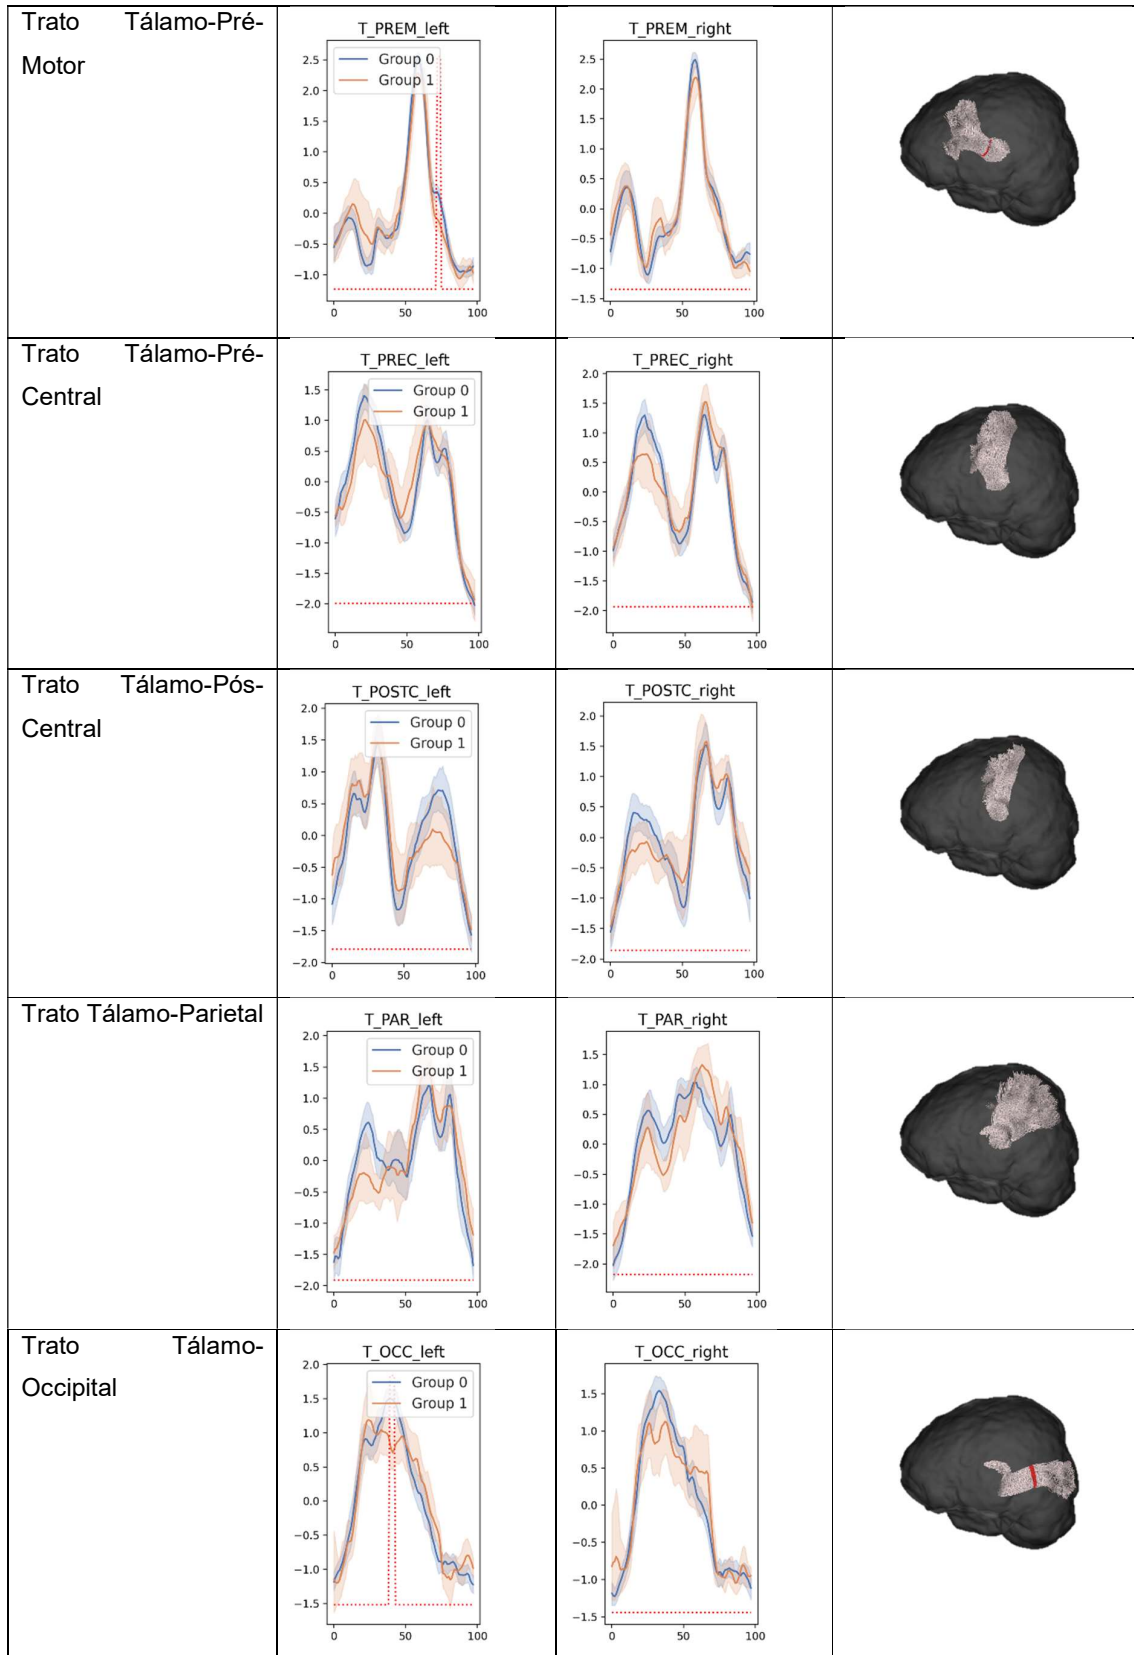 Trato Tálamo-Pré-
Motor
T_PREM_left
Group 0
Group 1
2.5
2.0
1.5
1.0
0.5
0.0
−0.5
−1.0
0 50 100
T_PREM_right
2.5
2.0
1.5
1.0
0.5
0.0
−0.5
−1.0
−1.5
0 50 100
Trato Tálamo-Pré-
Central
T_PREC_left
Group 0
Group 1
1.5
1.0
0.5
0.0
−0.5
−1.0
−1.5
−2.0
0 50 100
T_PREC_right
2.0
1.5
1.0
0.5
0.0
−0.5
−1.0
−1.5
−2.0
0 50 100
Trato Tálamo-Pós-
Central
T_POSTC_left
Group 0
Group 1
2.0
1.5
1.0
0.5
0.0
−0.5
−1.0
−1.5
−2.0
0 50 100
T_POSTC_right
2.0
1.5
1.0
0.5
0.0
−0.5
−1.0
−1.5
−2.0
0 50 100
Trato Tálamo-Parietal
T_PAR_left
Group 0
Group 1
2.0
1.5
1.0
0.5
0.0
−0.5
−1.0
−1.5
−2.0
0 50 100
T_PAR_right
1.5
1.0
0.5
0.0
−0.5
−1.0
−1.5
−2.0
0 50 100
Trato Tálamo-
Occipital
T_OCC_left
Group 0
Group 1
2.0
1.5
1.0
0.5
0.0
−0.5
−1.0
−1.5
0 50 100
T_OCC_right
1.5
1.0
0.5
0.0
−0.5
−1.0
−1.5
0 50 100